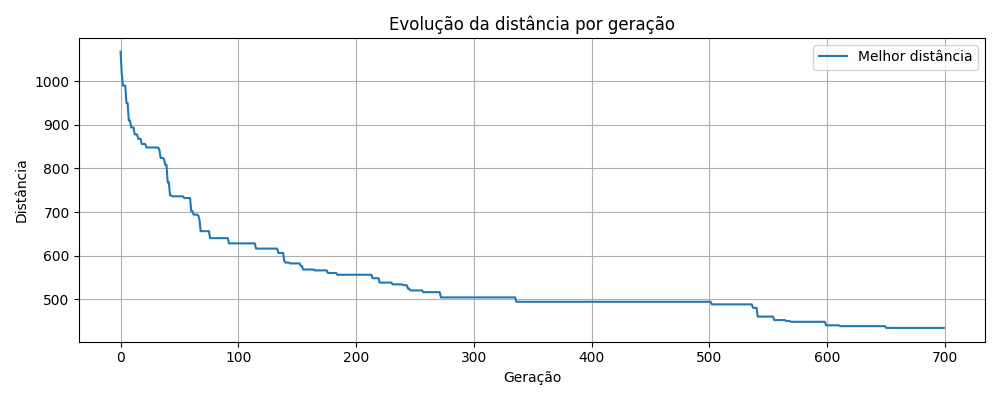 Evolução da distância por geração
Melhor distância
1000
900
800
700
600
500
Distância
0 100 200 300 400 500 600 700
Geração